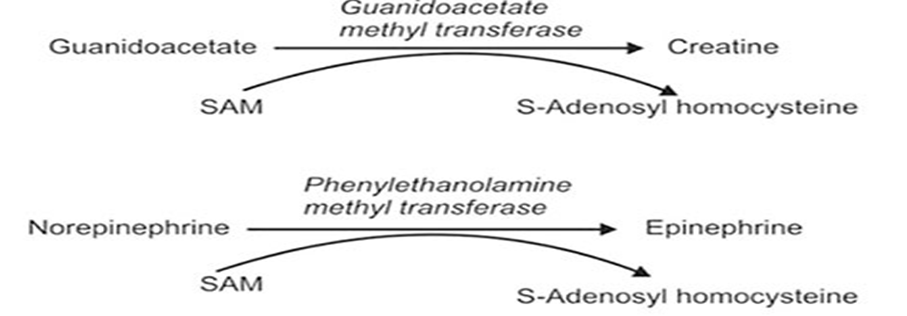 Guanidoacetate
methyl transferase
Guanidoacetate Creatine
SAM S-Adenosyl homocysteine
Phenylethanolamine
methyl transferase
Norepinephrine Epinephrine
SAM
S-Adenosyl homocysteine